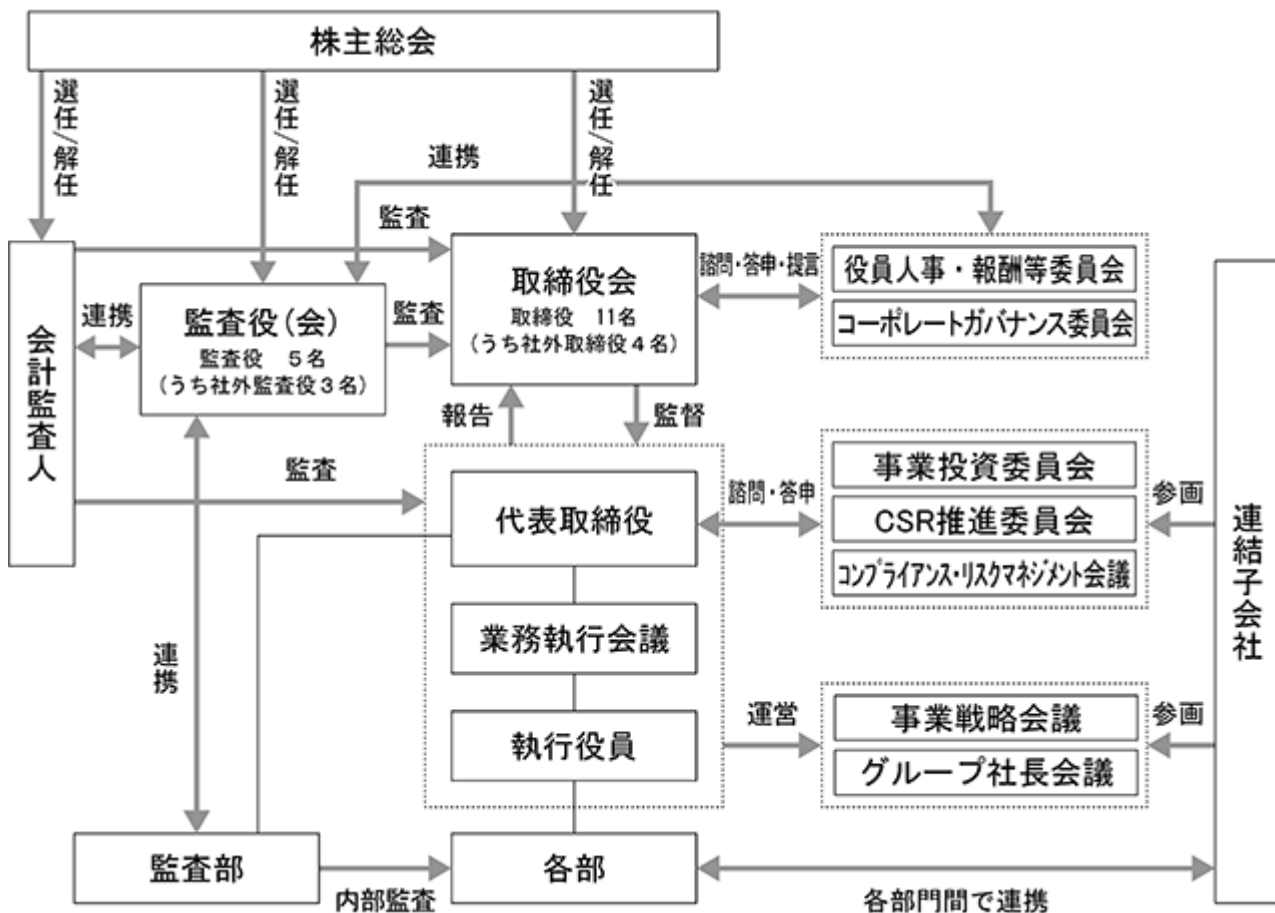 株主総会
選任/解任
選任/解任
選任/解任
連携
監査
会計監査人
連携
監査役(会)
監査役　5名
(うち社外監査役3名)
監査
取締役会
取締役　11名
(うち社外取締役4名)
諮問・答申・提言
役員人事・報酬等委員会
コーポレートガバナンス委員会
連結子会社
報告
監督
監査
代表取締役
諮問・答申
事業投資委員会
CSR推進委員会
コンプライアンス・リスクマネジメント会議
参画
業務執行会議
連携
執行役員
運営
事業戦略会議
グループ社長会議
参画
監査部
内部監査
各部
各部門間で連携